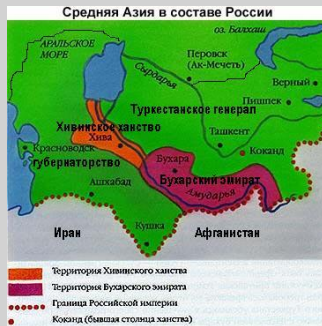 Средняя Азия в составе России
оз. Балхаш
АРАЛЬСКОЕ
МОРЕ
Перовск
(Ак-Мечеть)
Сырдарья
Верный
Пишпек
Туркестанское генерал
Хивинское ханство
Ташкент
Хива
Красноводск
Коканд
губернаторство
Бухара
Бухарский эмират
Ашхабад
Амударья
Кушка
Иран
Афганистан
Территория Хивинского ханства
Территория Бухарского эмирата
Граница Российской империи
Коканд (бывшая столица ханства)